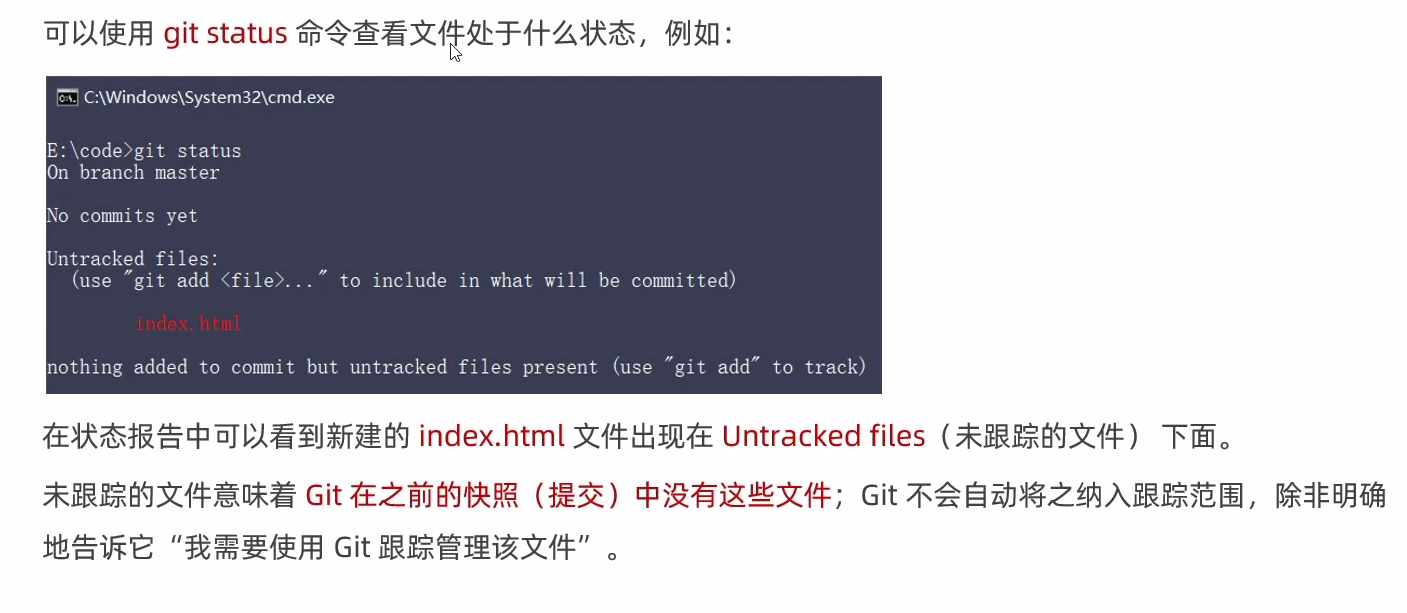 可以使用 git status 命令查看文件处于什么状态，例如：
C:\Windows\System32\cmd.exe
E:\code>git status
On branch master
No commits yet
Untracked files:
(use "git add <file>..." to include in what will be committed)
index.html
nothing added to commit but untracked files present (use "git add" to track)
在状态报告中可以看到新建的 index.html 文件出现在 Untracked files（未跟踪的文件） 下面。
未跟踪的文件意味着 Git 在之前的快照（提交）中没有这些文件；Git 不会自动将之纳入跟踪范围，除非明确
地告诉它“我需要使用 Git 跟踪管理该文件”。